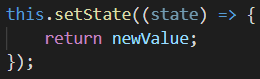 this.setState((state) => {
    return newValue;
});